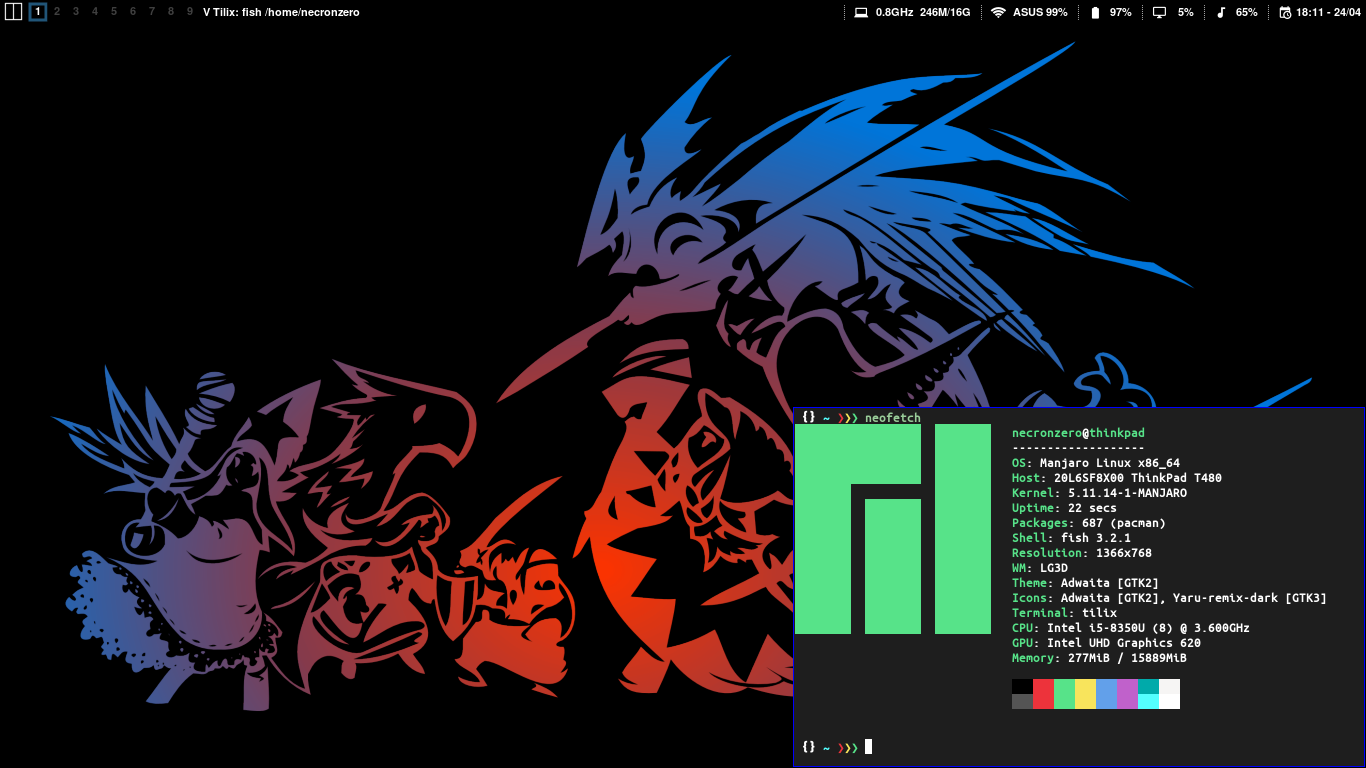 1 2 3 4 5 6 7 8 9 V Tilix: fish /home/necronzero 0.8GHz 246M/16G ASUS 99% 97% 5% 65% 18:11 - 24/04
{} ~ ❯❯❯ neofetch
necronzero@thinkpad
-------------------
OS: Manjaro Linux x86_64
Host: 20L6SF8X00 ThinkPad T480
Kernel: 5.11.14-1-MANJARO
Uptime: 22 secs
Packages: 687 (pacman)
Shell: fish 3.2.1
Resolution: 1366x768
WM: LG3D
Theme: Adwaita [GTK2]
Icons: Adwaita [GTK2], Yaru-remix-dark [GTK3]
Terminal: tilix
CPU: Intel i5-8350U (8) @ 3.600GHz
GPU: Intel UHD Graphics 620
Memory: 277MiB / 15889MiB
{} ~ ❯❯❯